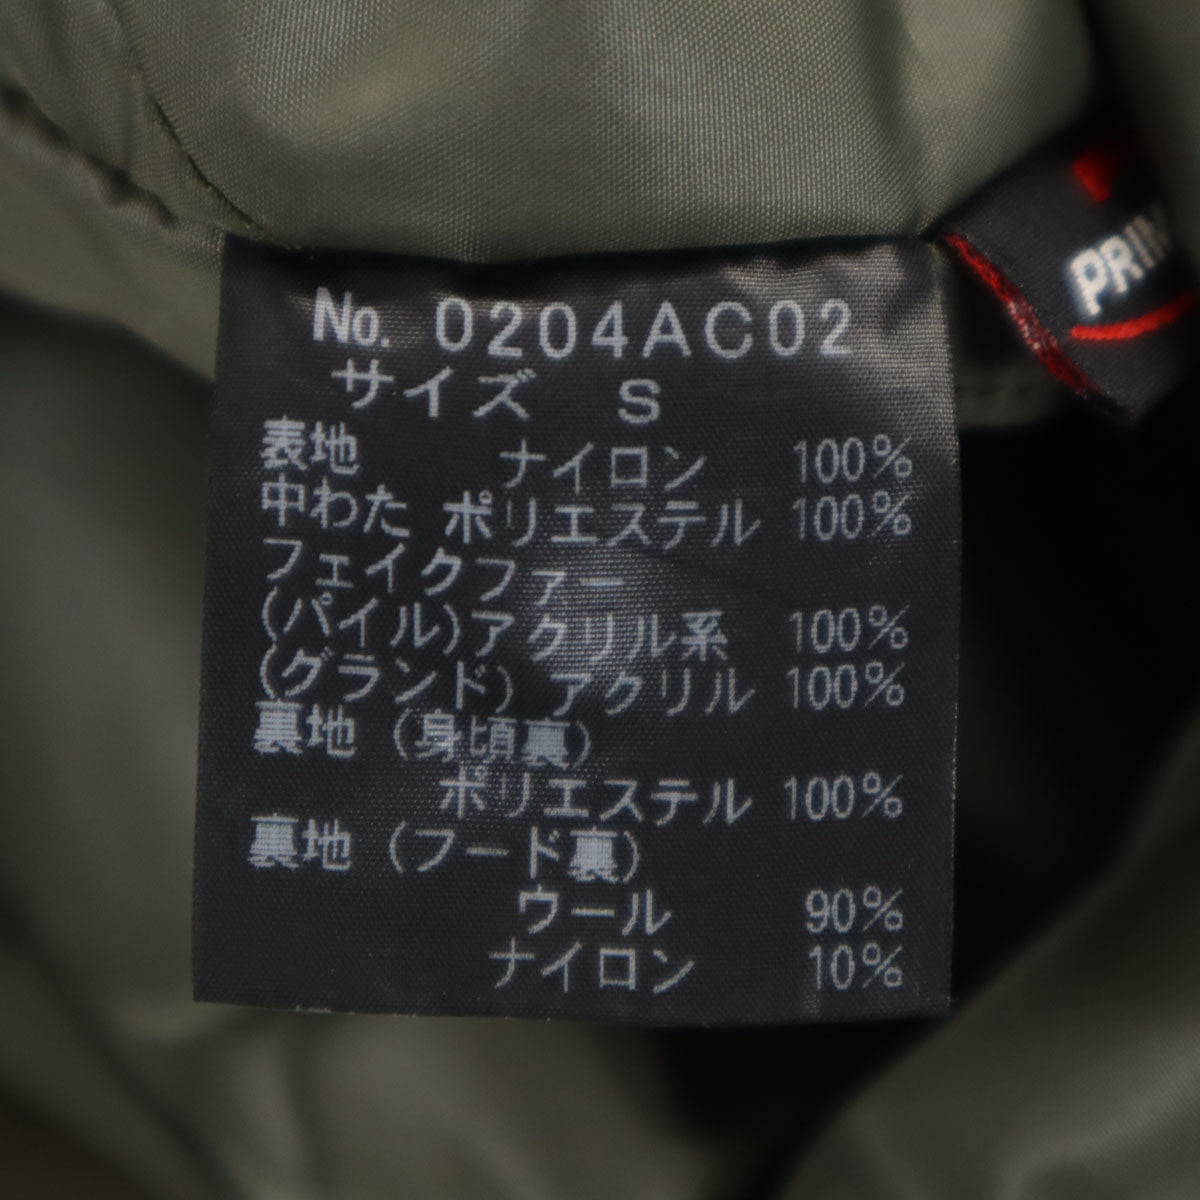 No. 0204AC02
サイズ S
表地 ナイロン 100%
中わた ポリエステル 100%
フェイクファー
(パイル)アクリル系 100%
(グランド)アクリル 100%
裏地(身頃裏)
ポリエステル 100%
裏地(フード裏)
ウール 90%
ナイロン 10%